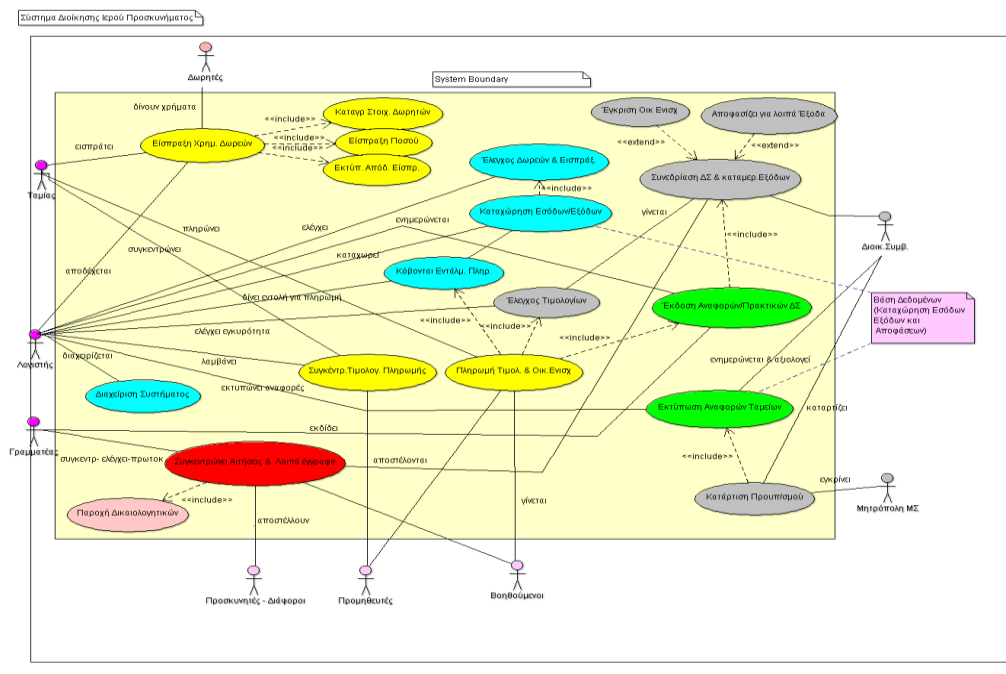 Σύστημα Διοίκησης Ιερού Προσκυνήματος
Δωρητές
System Boundary
δίνουν χρήματα
Καταγρ Στοιχ. Δωρητών
Έγκριση Οικ Ενισχ
Αποφασίζει για λοιπά Έξοδα
<<include>>
<<include>>
<<include>>
Είσπραξη Χρημ. Δωρεών
Είσπραξη Ποσού
<<extend>>
<<extend>>
εισπράτει
Εκτύπ. Απόδ. Είσπρ.
Έλεγχος Δωρεών & Εισπράξ.
Ταμίας
<<include>>
Συνεδρίαση ΔΣ & καταμερ.Εξόδων
Καταχώρηση Εσόδων/Εξόδων
γίνεται
ενημερώνεται
ελέγχει
πληρώνει
<<include>>
Διοικ.Συμβ.
συγκεντρώνει
καταχωρεί
αποδέχεται
Κόβονται Εντάλμ. Πληρ.
δίνει εντολή για πληρωμή
Έλεγχος Τιμολογίων
Έκδοση Αναφορών/Πρακτικών ΔΣ
Βάση Δεδομένων
(Καταχώρηση Εσόδων
Εξόδων και
Αποφάσεων)
<<include>>
<<include>>
<<include>>
ελέγχει εγκυρότητα
Λογιστής
διαχειρίζεται
λαμβάνει
ενημερώνεται & αξιολογεί
Συγκέντρ.Τιμολογ. Πληρωμής
Πληρωμή Τιμολ. & Οικ.Ενισχ
εκτυπώνει αναφορές
Διαχείριση Συστήματος
Εκτύπωση Αναφορών Ταμείων
καταρτίζει
εκδίδει
Γραμματέας
συγκεντρ- ελέγχει-πρωτοκ
Συγκεντρώνει Αιτήσεις & Λοιπά έγγραφα
αποστέλονται
<<include>>
εγκρίνει
<<include>>
Κατάρτιση Προυπ/σμού
γίνεται
Παροχή Δικαιολογητικών
Μητρόπολη ΜΣ
αποστέλλουν
Προσκυνητές - Διάφοροι
Προμηθευτές
Βοηθούμενοι